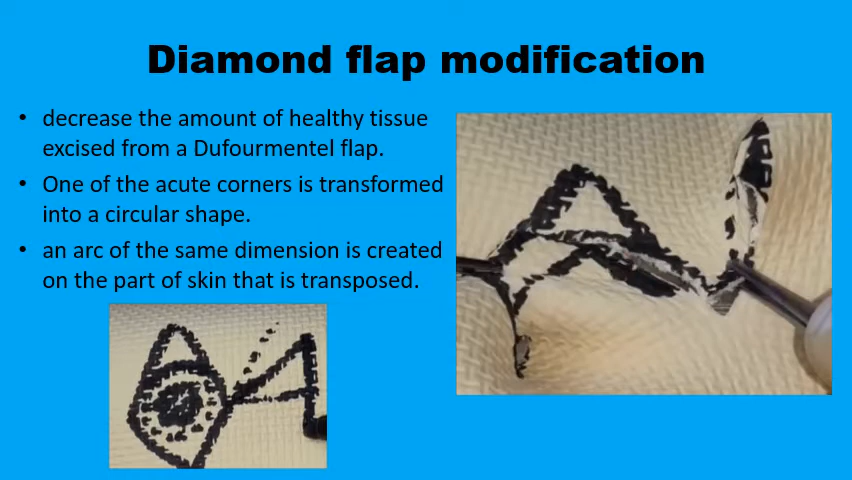 Diamond flap modification
• decrease the amount of healthy tissue
excised from a Dufourmentel flap.
• One of the acute corners is transformed
into a circular shape.
• an arc of the same dimension is created
on the part of skin that is transposed.